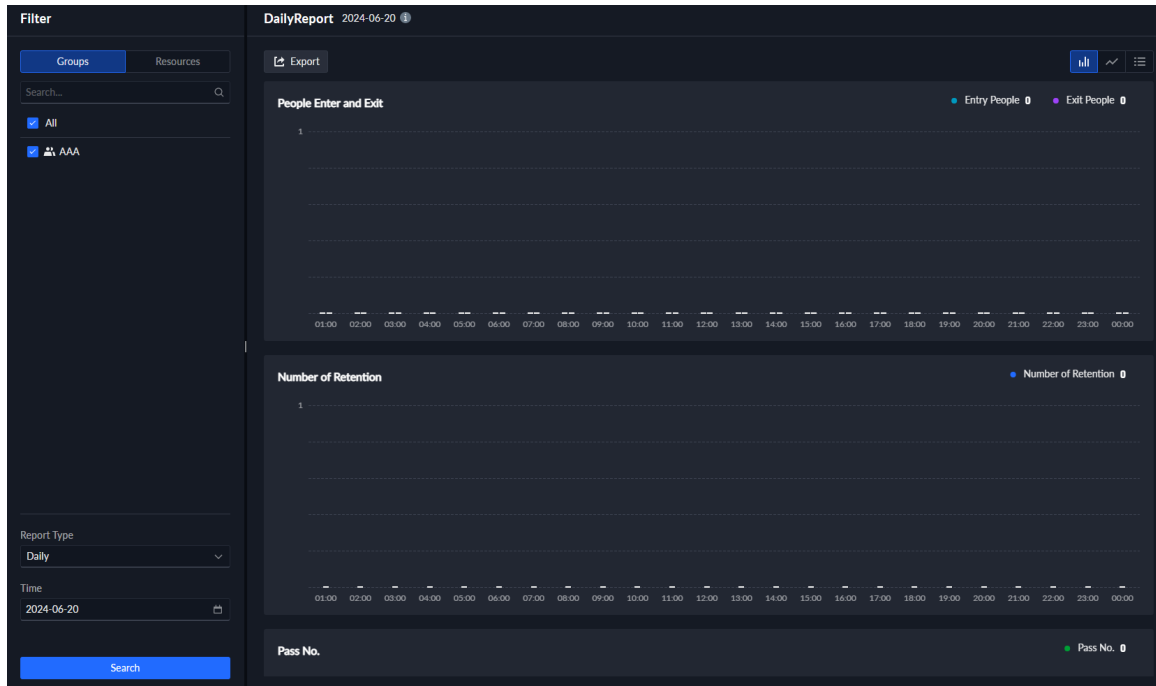 Filter
Groups Resources
Search...
All
AAA
Report Type
Daily
Time
2024-06-20
Search
DailyReport 2024-06-20
Export
People Enter and Exit
Entry People 0 Exit People 0
1
01:00 02:00 03:00 04:00 05:00 06:00 07:00 08:00 09:00 10:00 11:00 12:00 13:00 14:00 15:00 16:00 17:00 18:00 19:00 20:00 21:00 22:00 23:00 00:00
Number of Retention
Number of Retention 0
1
01:00 02:00 03:00 04:00 05:00 06:00 07:00 08:00 09:00 10:00 11:00 12:00 13:00 14:00 15:00 16:00 17:00 18:00 19:00 20:00 21:00 22:00 23:00 00:00
Pass No.
Pass No. 0